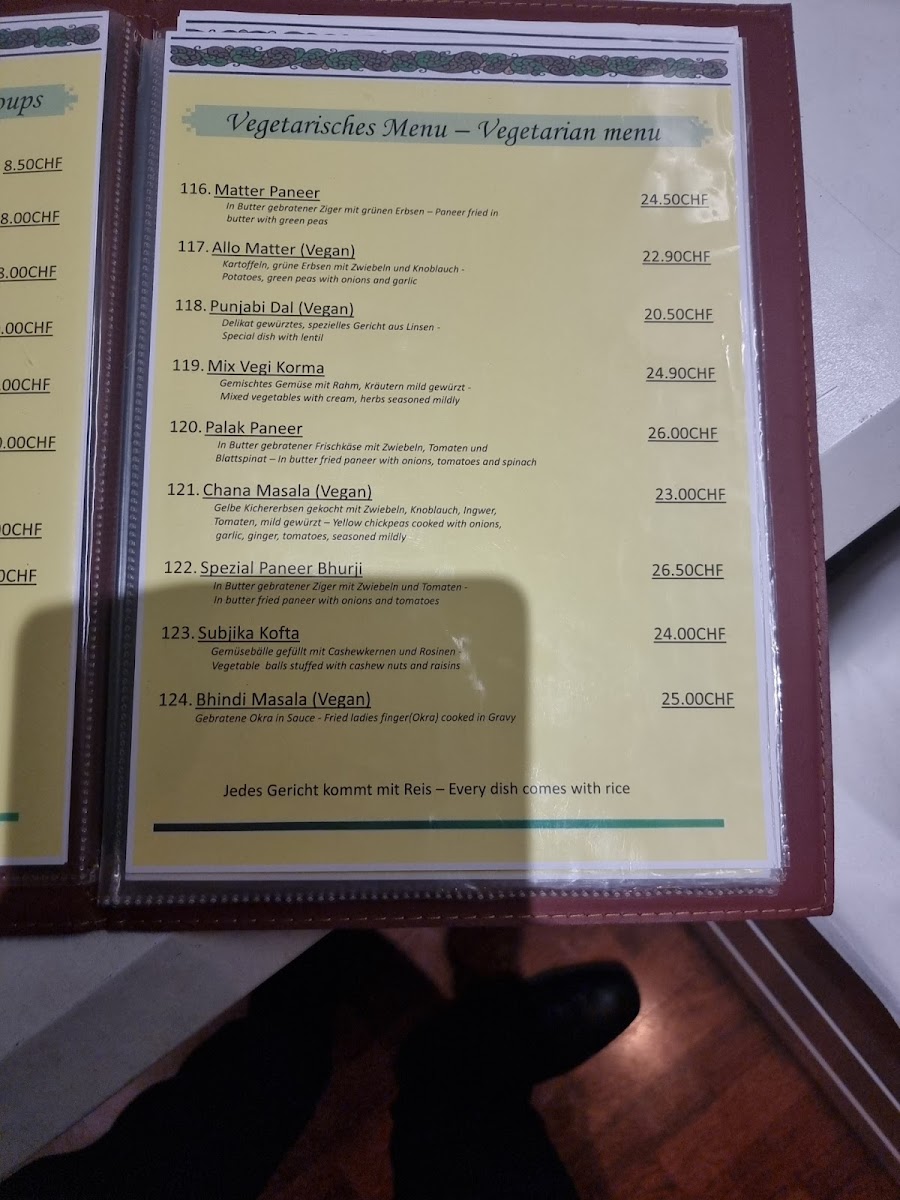 oups
8.50CHF
8.00CHF
8.00CHF
.00CHF
.00CHF
0.00CHF
00CHF
0CHF
Vegetarisches Menu – Vegetarian menu
116. Matter Paneer 24.50CHF
In Butter gebratener Ziger mit grünen Erbsen – Paneer fried in
butter with green peas
117. Allo Matter (Vegan) 22.90CHF
Kartoffeln, grüne Erbsen mit Zwiebeln und Knoblauch -
Potatoes, green peas with onions and garlic
118. Punjabi Dal (Vegan) 20.50CHF
Delikat gewürztes, spezielles Gericht aus Linsen -
Special dish with lentil
119. Mix Vegi Korma 24.90CHF
Gemischtes Gemüse mit Rahm, Kräutern mild gewürzt -
Mixed vegetables with cream, herbs seasoned mildly
120. Palak Paneer 26.00CHF
In Butter gebratener Frischkäse mit Zwiebeln, Tomaten und
Blattspinat – In butter fried paneer with onions, tomatoes and spinach
121. Chana Masala (Vegan) 23.00CHF
Gelbe Kichererbsen gekocht mit Zwiebeln, Knoblauch, Ingwer,
Tomaten, mild gewürzt – Yellow chickpeas cooked with onions,
garlic, ginger, tomatoes, seasoned mildly
122. Spezial Paneer Bhurji 26.50CHF
In Butter gebratener Ziger mit Zwiebeln und Tomaten -
In butter fried paneer with onions and tomatoes
123. Subjika Kofta 24.00CHF
Gemüsebälle gefüllt mit Cashewkernen und Rosinen -
Vegetable balls stuffed with cashew nuts and raisins
124. Bhindi Masala (Vegan) 25.00CHF
Gebratene Okra in Sauce - Fried ladies finger(Okra) cooked in Gravy
Jedes Gericht kommt mit Reis – Every dish comes with rice